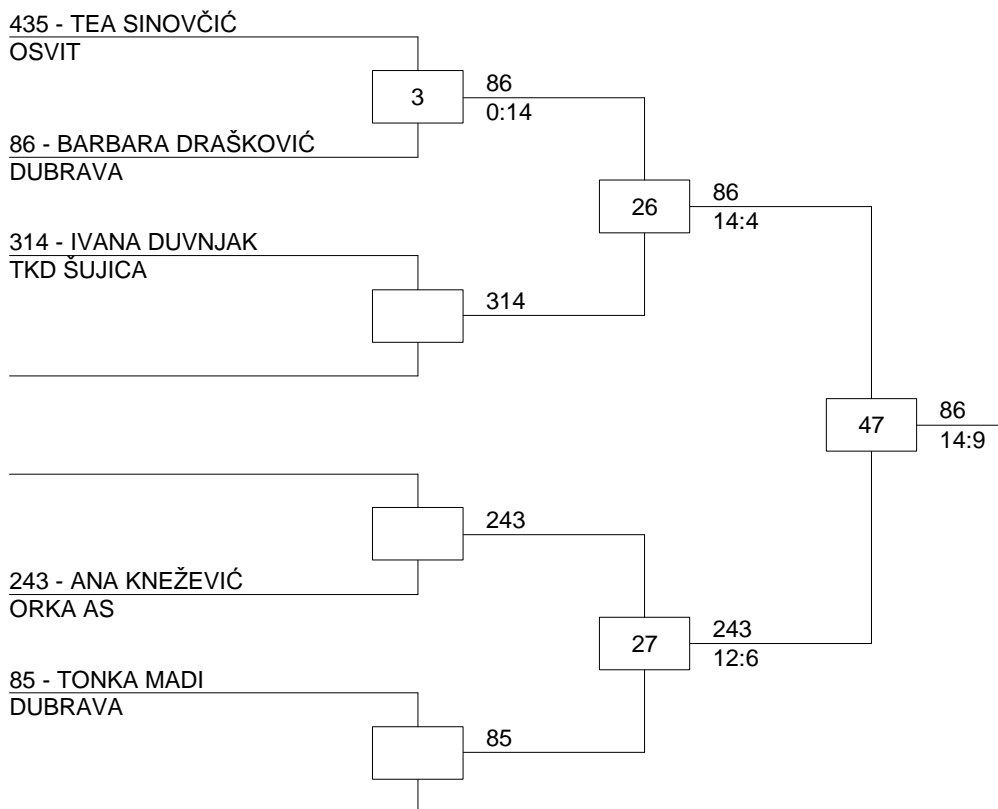 435 - TEA SINOVČIĆ
OSVIT
3
86
0:14
86 - BARBARA DRAŠKOVIĆ
DUBRAVA
26
86
14:4
314 - IVANA DUVNJAK
TKD ŠUJICA
314
47
86
14:9
243
243 - ANA KNEŽEVIĆ
ORKA AS
27
243
12:6
85 - TONKA MADI
DUBRAVA
85